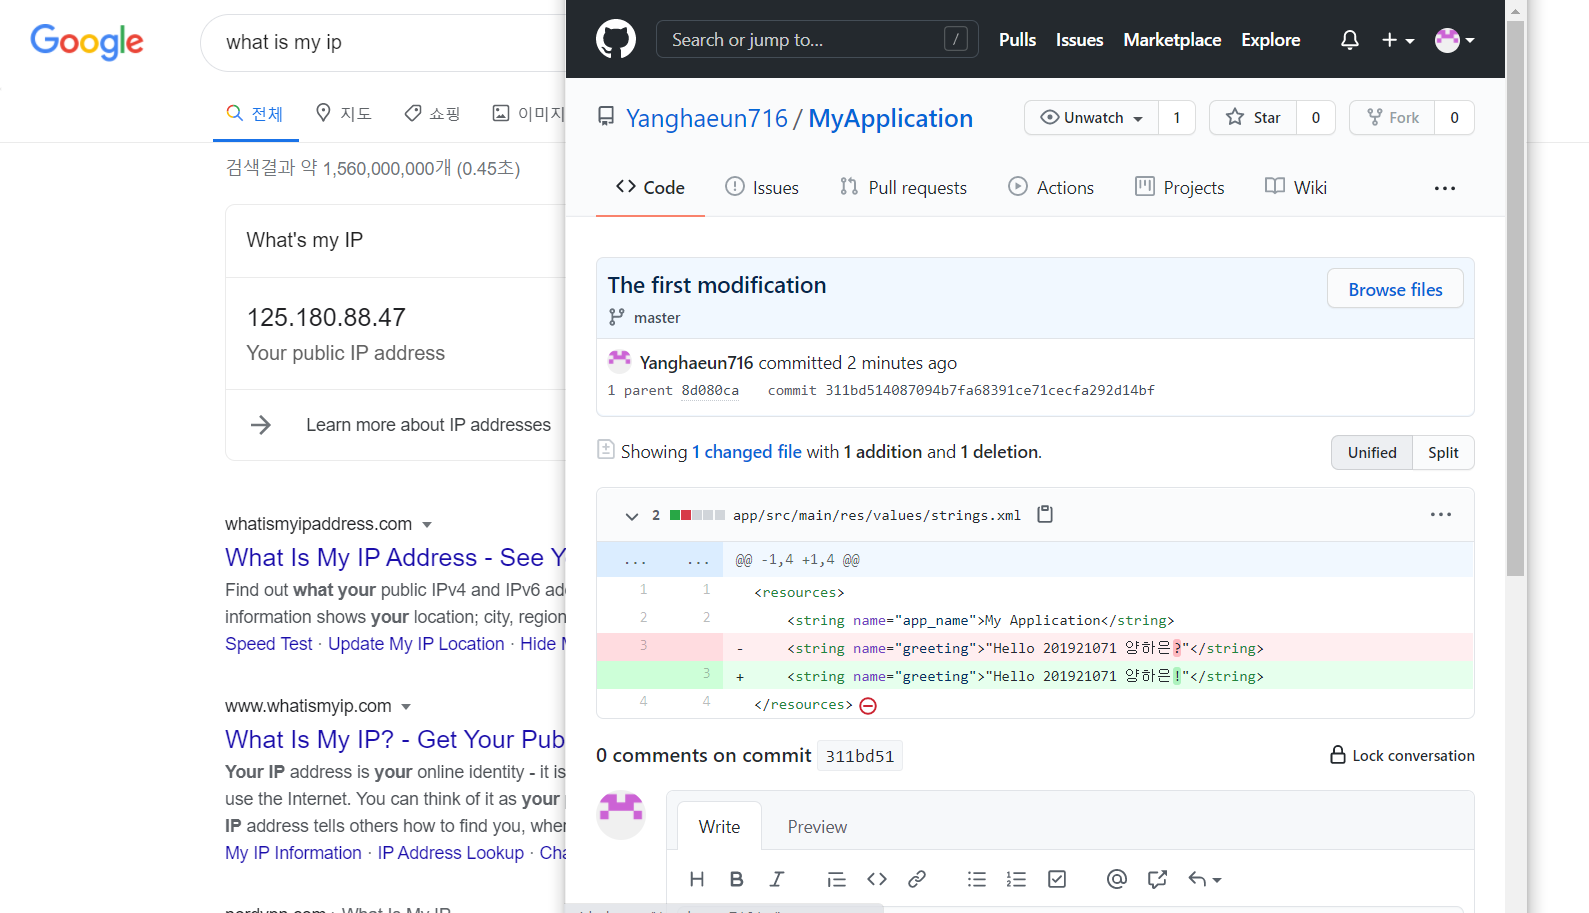 Google
what is my ip
전체 지도 쇼핑 이미지
검색결과 약 1,560,000,000개 (0.45초)
What's my IP
125.180.88.47
Your public IP address
Learn more about IP addresses
whatismyipaddress.com
What Is My IP Address - See Y
Find out what your public IPv4 and IPv6 add
information shows your location; city, region
Speed Test · Update My IP Location · Hide M
www.whatismyip.com
What Is My IP? - Get Your Pub
Your IP address is your online identity - it is
use the Internet. You can think of it as your
IP address tells others how to find you, wher
My IP Information · IP Address Lookup · Cha
nordvpn.com › What Is My IP
Search or jump to... /
Pulls Issues Marketplace Explore
Yanghaeun716 / MyApplication
Unwatch 1 Star 0 Fork 0
Code Issues Pull requests Actions Projects Wiki ...
The first modification
Browse files
master
Yanghaeun716 committed 2 minutes ago
1 parent 8d080ca commit 311bd514087094b7fa68391ce71cecfa292d14bf
Showing 1 changed file with 1 addition and 1 deletion.
Unified Split
2 app/src/main/res/values/strings.xml ...
... ... @@ -1,4 +1,4 @@
1 1 <resources>
2 2 <string name="app_name">My Application</string>
3 - <string name="greeting">"Hello 201921071 양하은?"</string>
3 + <string name="greeting">"Hello 201921071 양하은!"</string>
4 4 </resources>
0 comments on commit 311bd51
Lock conversation
Write Preview
H B I